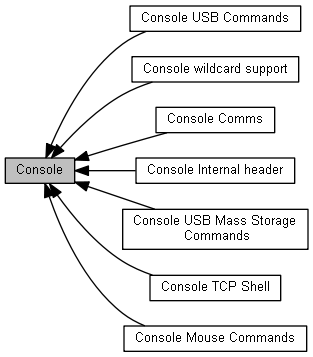 Console USB Commands
Console wildcard support
Console Comms
Console
Console Internal header
Console USB Mass Storage
Commands
Console TCP Shell
Console Mouse Commands